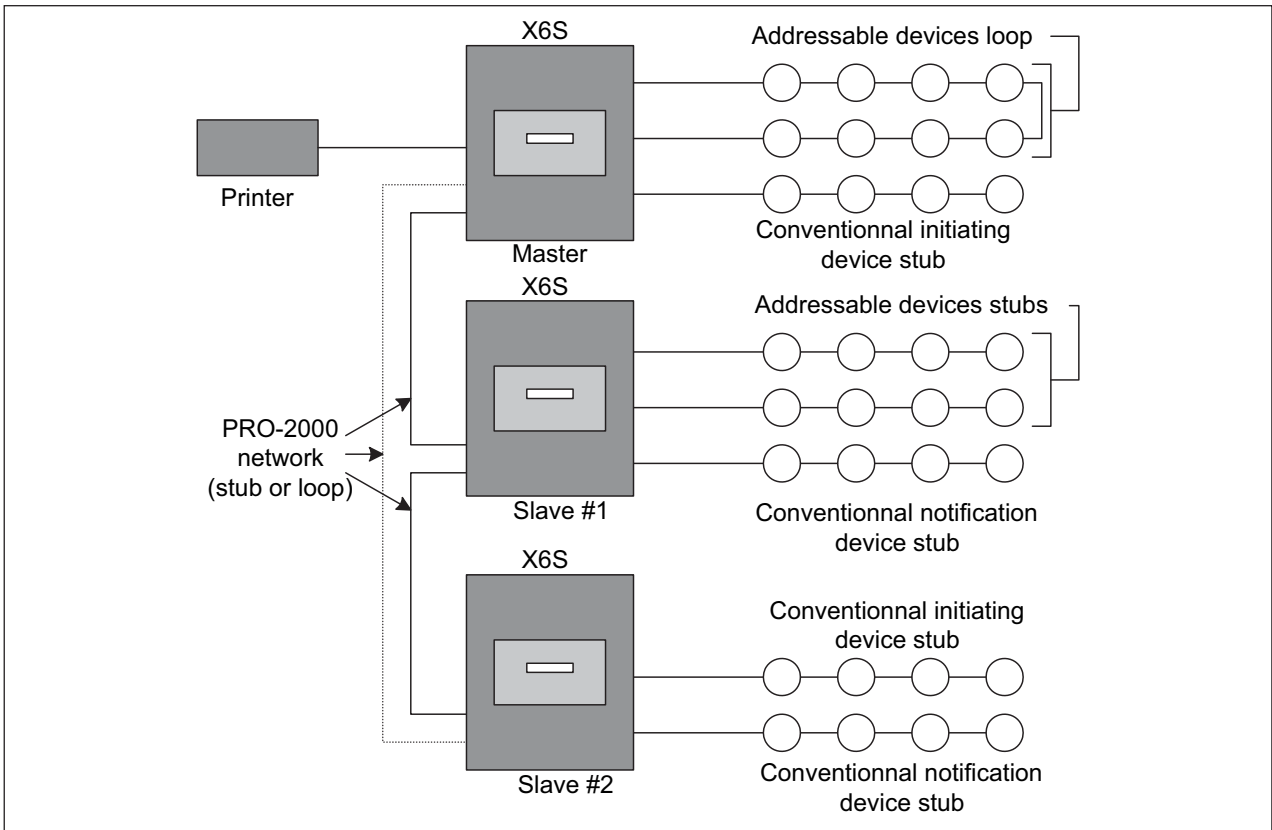 X6S
Addressable devices loop
Printer
Conventionnal initiating
device stub
Master
X6S
Addressable devices stubs
PRO-2000
network
(stub or loop)
Slave #1
Conventionnal notification
device stub
X6S
Conventionnal initiating
device stub
Slave #2
Conventionnal notification
device stub